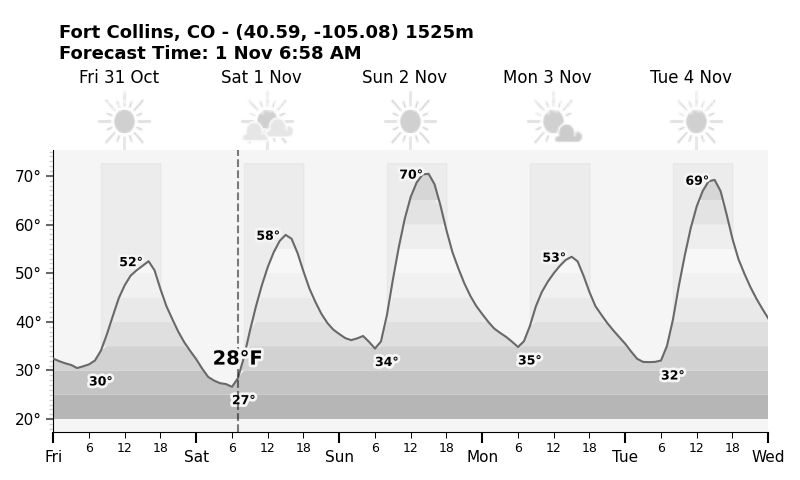 Fort Collins, CO - (40.59, -105.08) 1525m
Forecast Time: 1 Nov 6:58 AM
Fri 31 Oct Sat 1 Nov Sun 2 Nov Mon 3 Nov Tue 4 Nov
70° 70° 69°
60° 58°
50° 52° 53°
40°
30° 30° 28°F 34° 35° 32°
27°
20°
6 12 18 6 12 18 6 12 18 6 12 18 6 12 18
Fri Sat Sun Mon Tue Wed